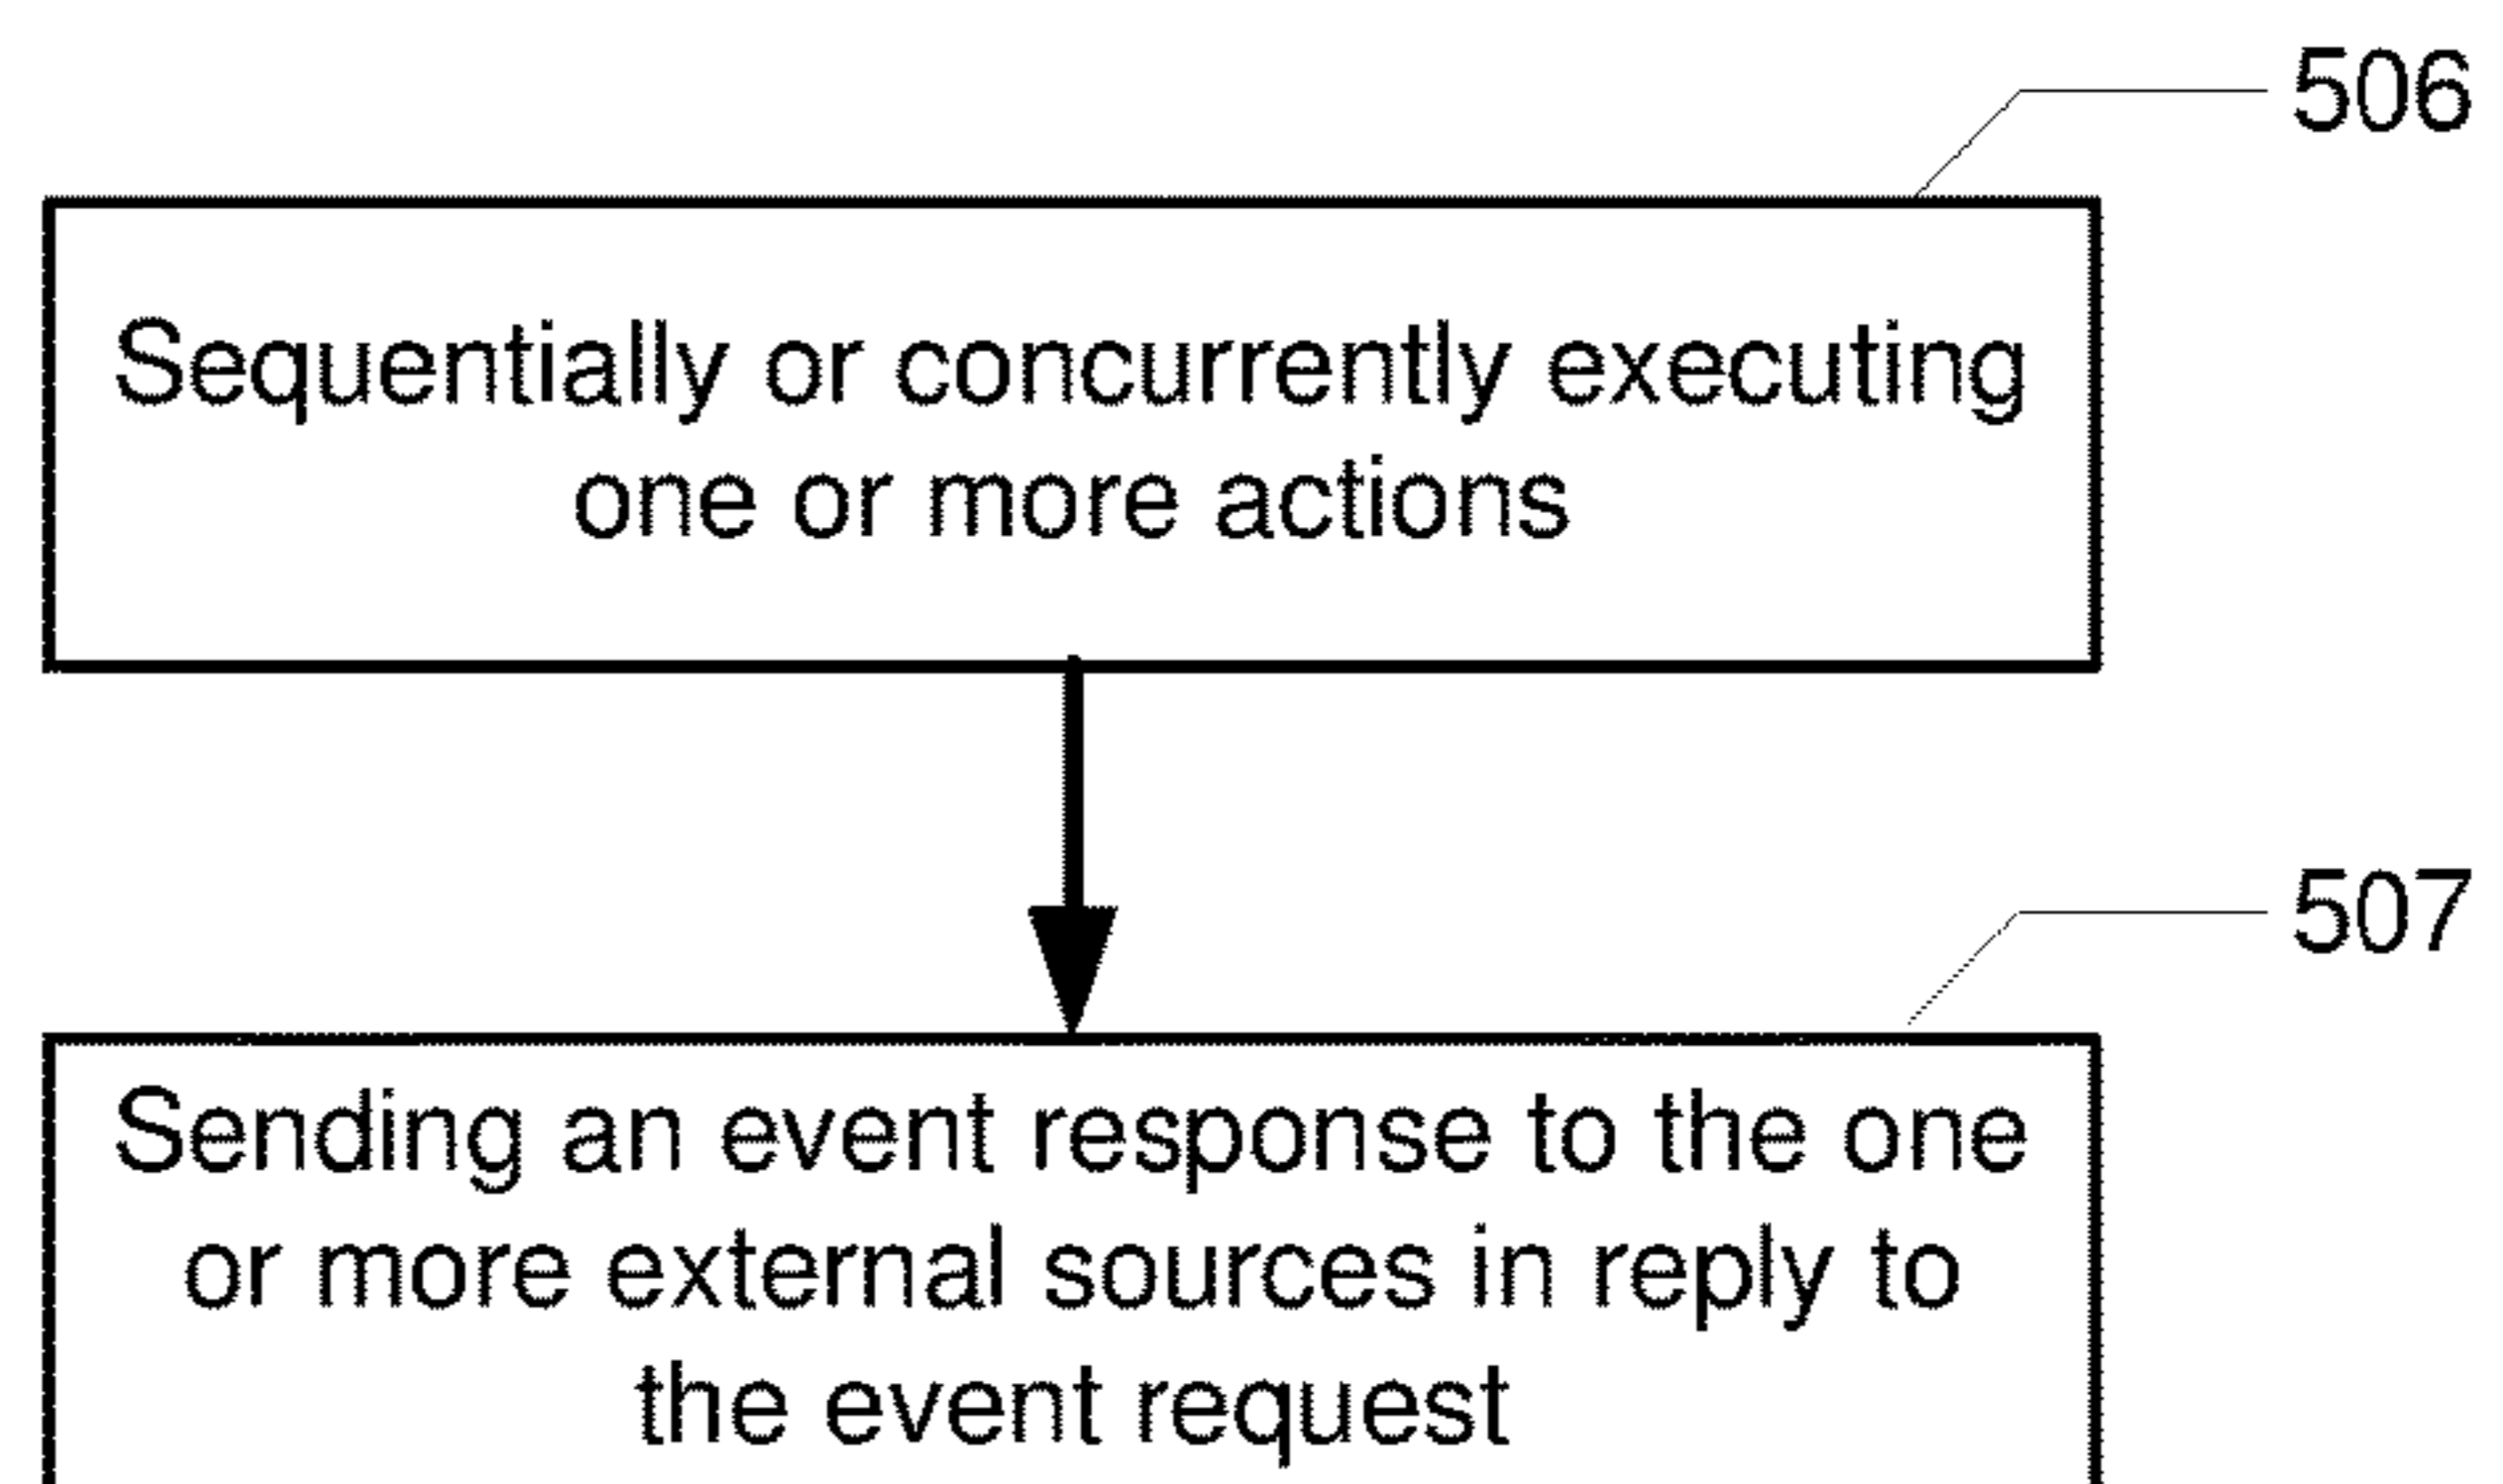 506
Sequentially or concurrently executing
one or more actions
507
Sending an event response to the one
or more external sources in reply to
the event request